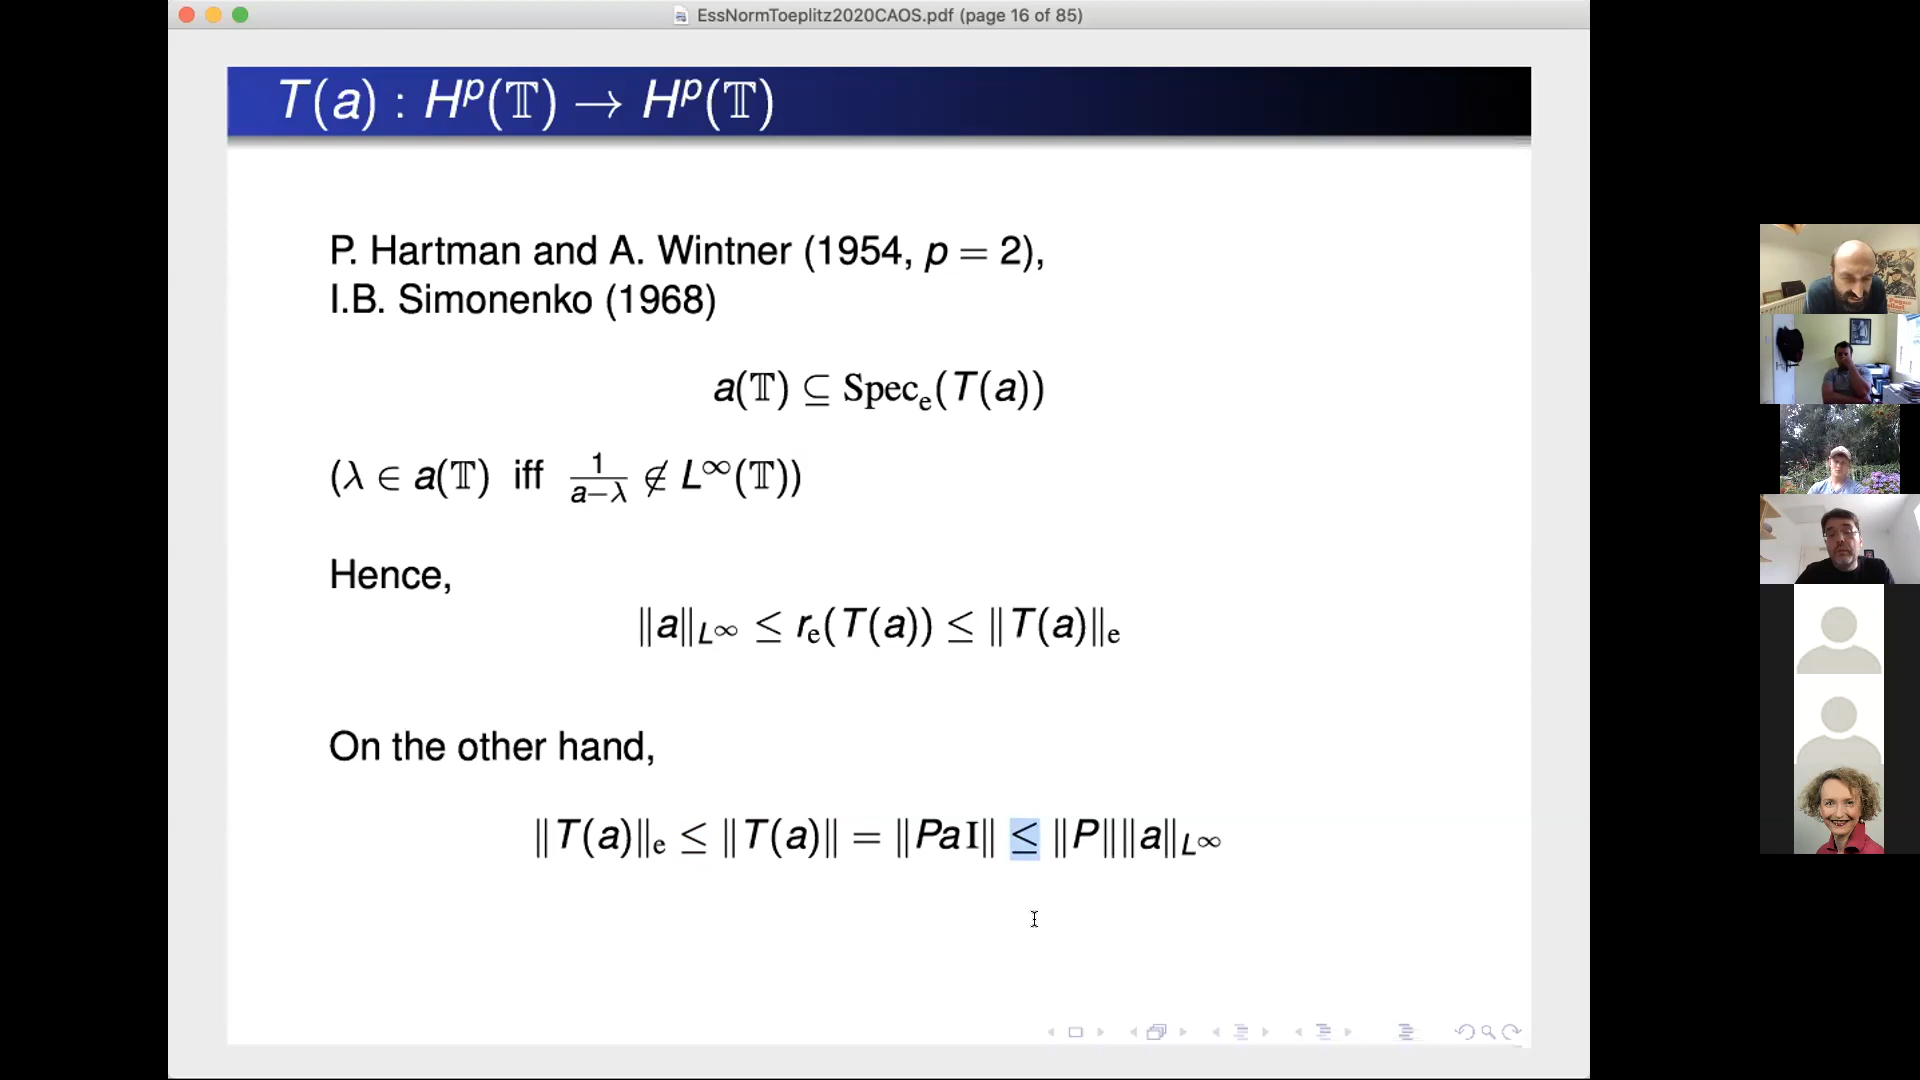 EssNormToeplitz2020CAOS.pdf (page 16 of 85)
T(a) : H^p(𝕋) → H^p(𝕋)
P. Hartman and A. Wintner (1954, p = 2),
I.B. Simonenko (1968)
a(𝕋) ⊆ Spec_e(T(a))
(λ ∈ a(𝕋) iff 1/(a−λ) ∉ L^∞(𝕋))
Hence,
‖a‖_{L^∞} ≤ r_e(T(a)) ≤ ‖T(a)‖_e
On the other hand,
‖T(a)‖_e ≤ ‖T(a)‖ = ‖PaI‖ ≤ ‖P‖‖a‖_{L^∞}